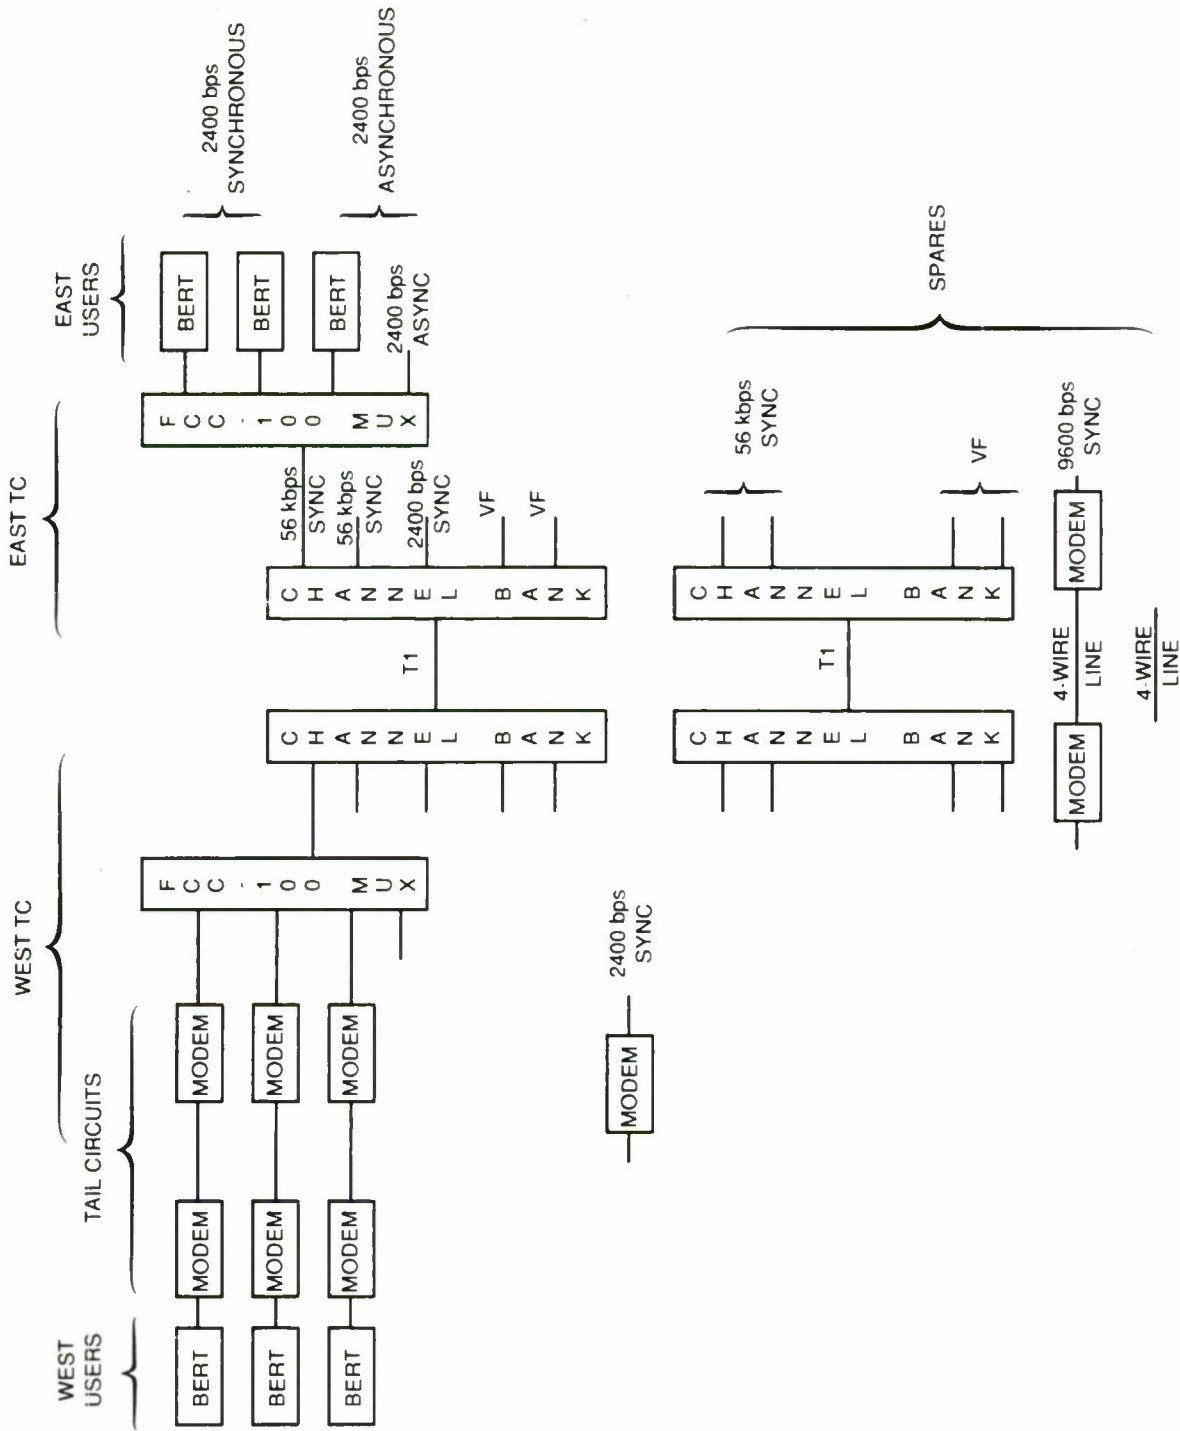 WEST
USERS
TAIL CIRCUITS
WEST TC
EAST TC
EAST
USERS
BERT
MODEM
MODEM
FCC-100 MUX
FCC-100 MUX
BERT
2400 bps
SYNCHRONOUS
BERT
MODEM
MODEM
BERT
BERT
MODEM
MODEM
BERT
2400 bps
ASYNCHRONOUS
2400 bps
ASYNC
CHANNEL BANK
T1
CHANNEL BANK
56 kbps
SYNC
56 kbps
SYNC
2400 bps
SYNC
VF
VF
MODEM
2400 bps
SYNC
CHANNEL BANK
T1
CHANNEL BANK
56 kbps
SYNC
VF
SPARES
MODEM
4-WIRE
LINE
MODEM
9600 bps
SYNC
4-WIRE
LINE